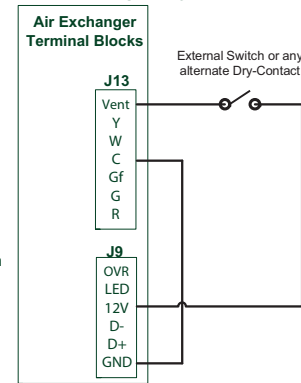 Air Exchanger
Terminal Blocks
External Switch or any
alternate Dry-Contact
J13
Vent
Y
W
C
Gf
G
R
J9
OVR
LED
12V
D-
D+
GND